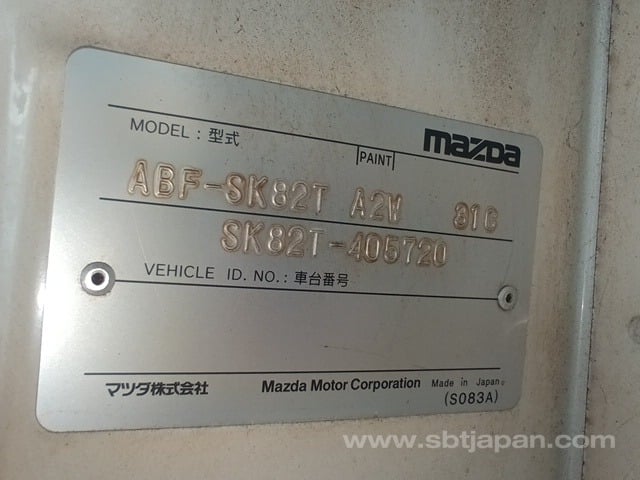 MODEL : 型式
mazda
PAINT
ABF-SK82T A2W 31G
SK82T-405720
VEHICLE ID. NO. : 車台番号
マツダ株式会社 Mazda Motor Corporation Made in Japan.
(S083A)
www.sbtjapan.com